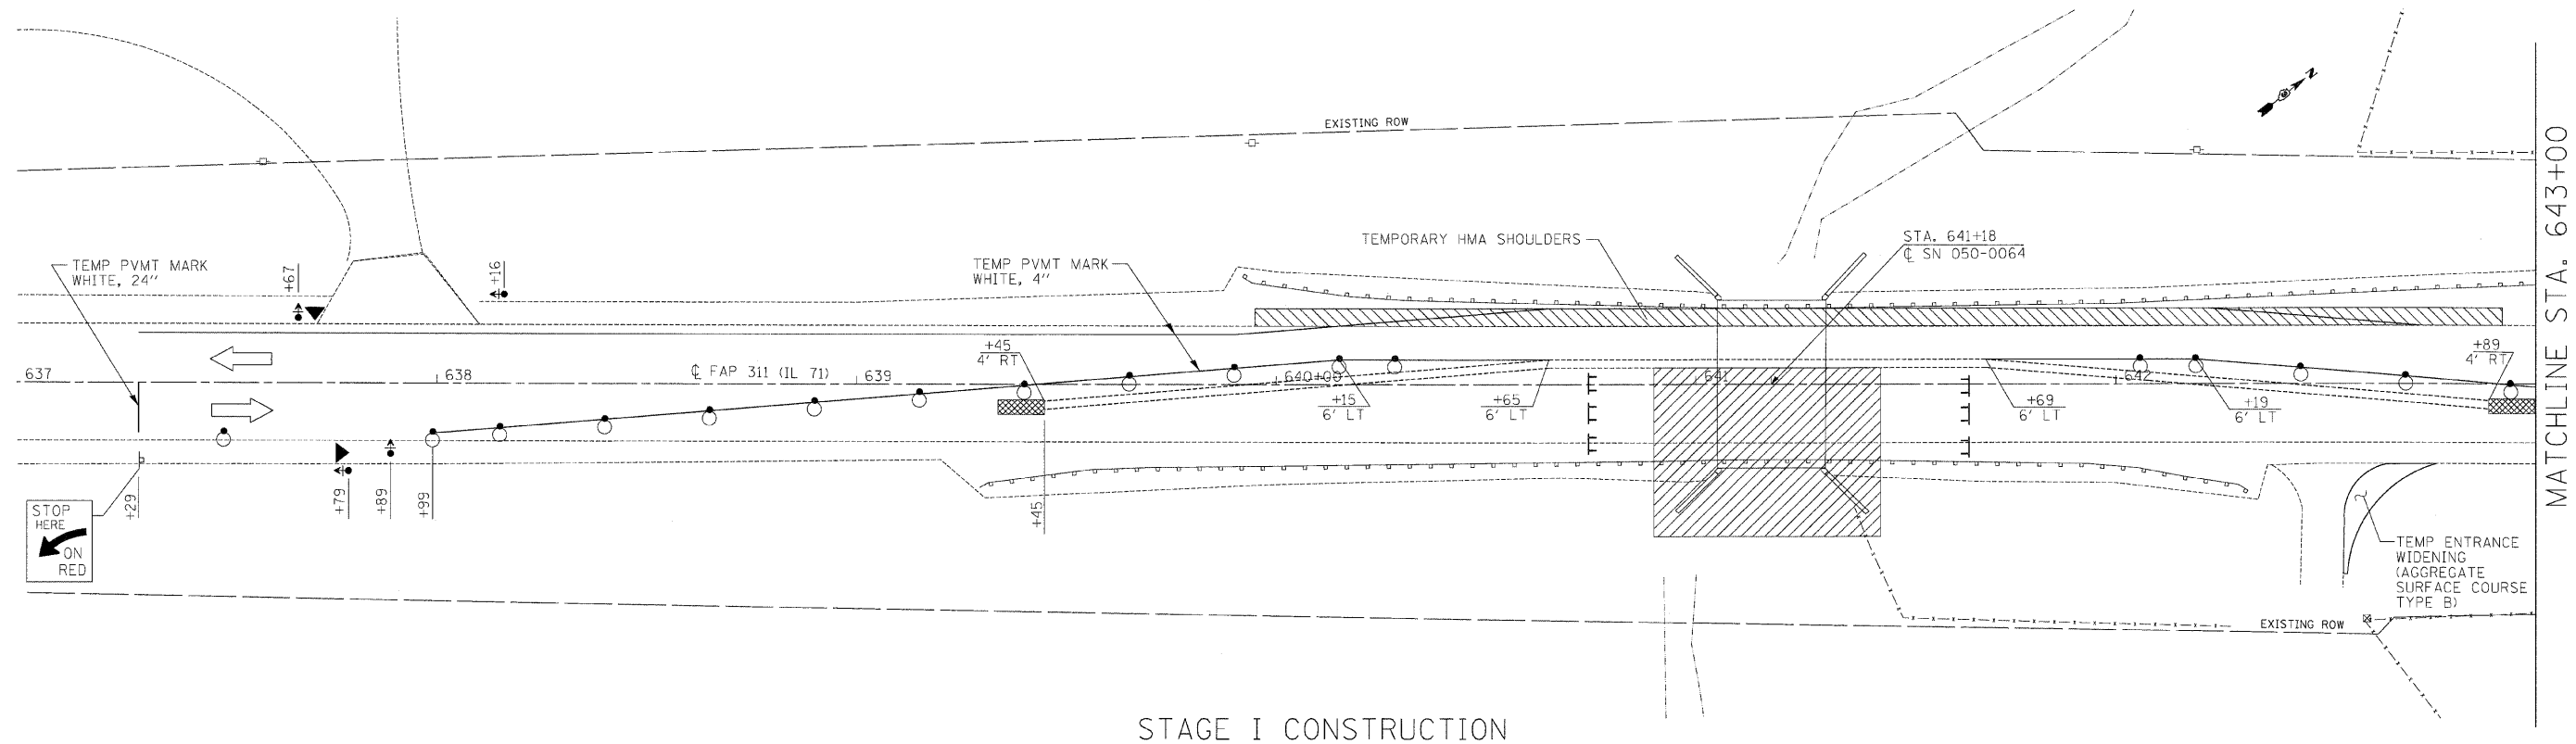 EXISTING ROW
N
MATCHLINE STA. 643+00
TEMP PVMT MARK
WHITE, 24"
+67
+16
TEMP PVMT MARK
WHITE, 4"
TEMPORARY HMA SHOULDERS
STA. 641+18
℄ SN 050-0064
+45
4' RT
+89
4' RT
637
638
℄ FAP 311 (IL 71)
639
640+00
641
642
+15
6' LT
+65
6' LT
+69
6' LT
+19
6' LT
STOP
HERE
ON
RED
+29
+79
+89
+99
+45
TEMP ENTRANCE
WIDENING
(AGGREGATE
SURFACE COURSE
TYPE B)
EXISTING ROW
STAGE I CONSTRUCTION